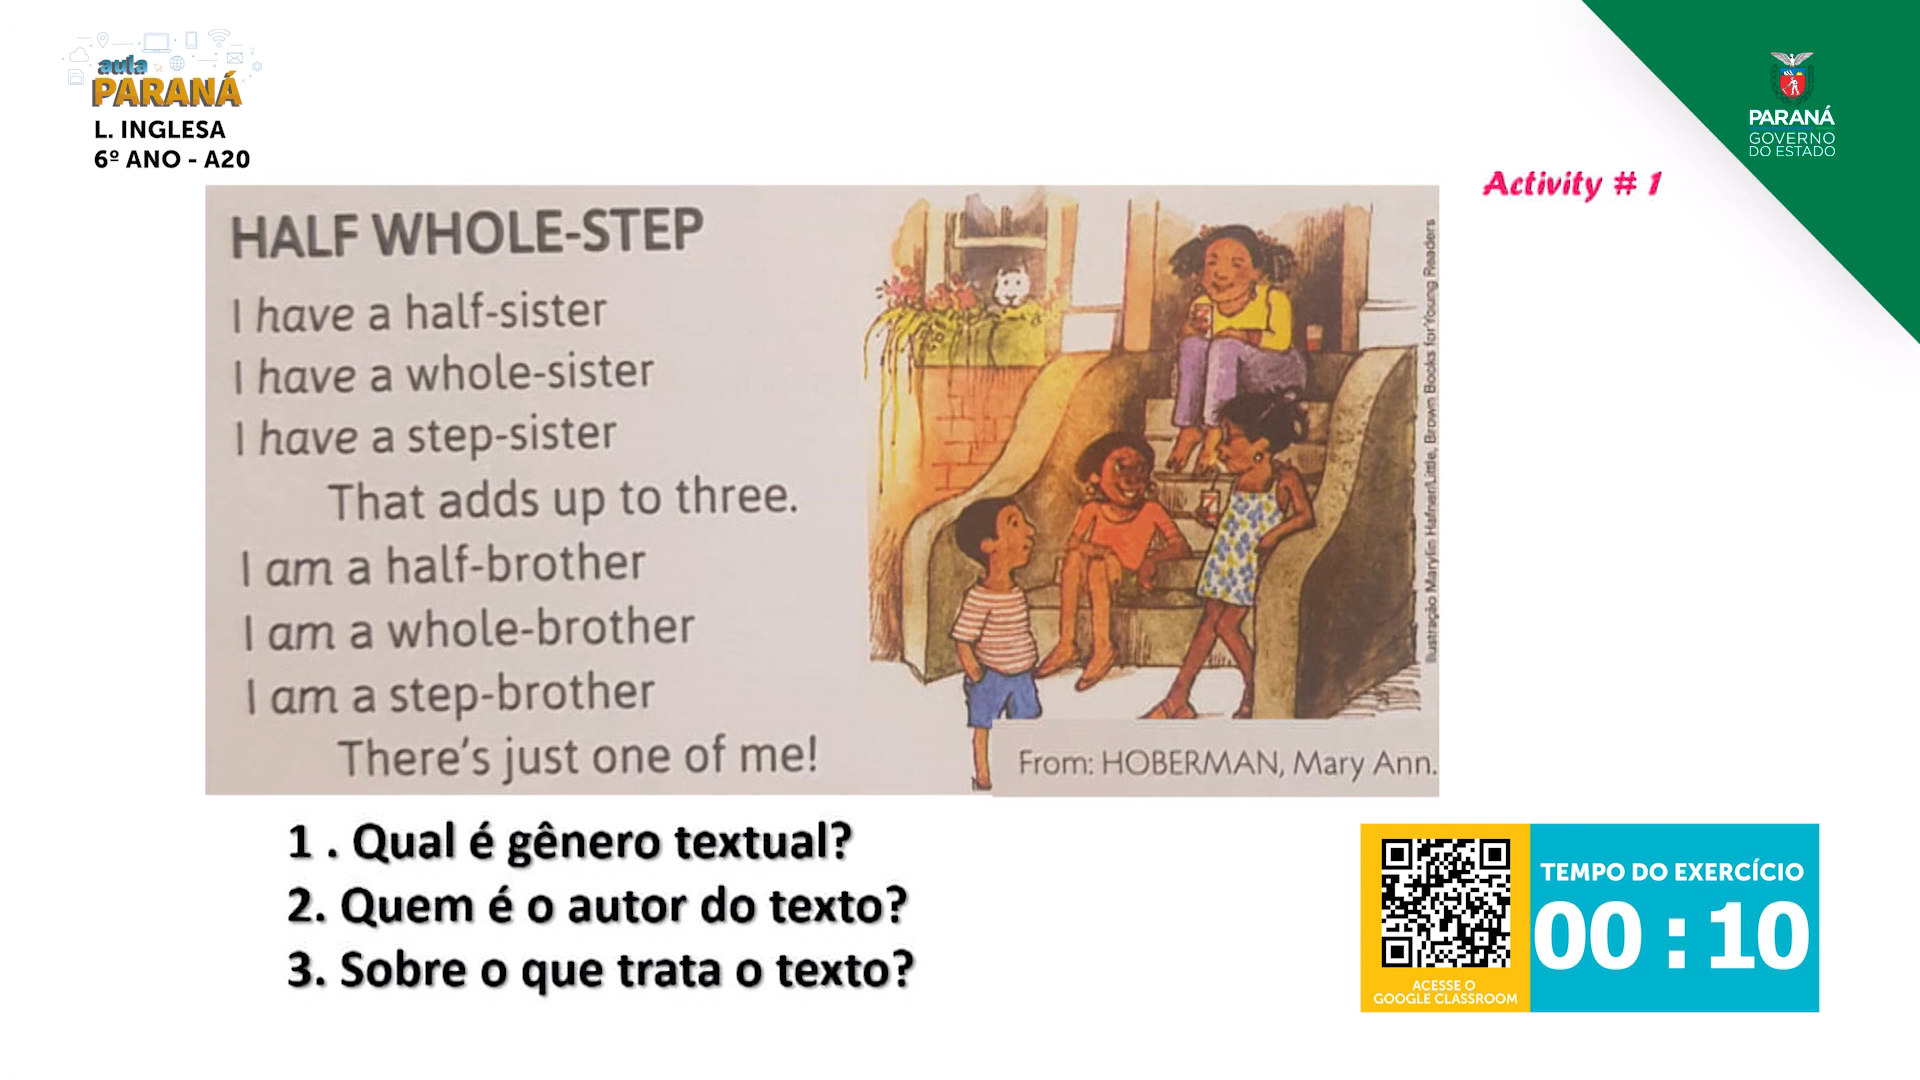 aula
PARANÁ
L. INGLESA
6º ANO - A20
PARANÁ
GOVERNO
DO ESTADO
Activity # 1
HALF WHOLE-STEP
I have a half-sister
I have a whole-sister
I have a step-sister
That adds up to three.
I am a half-brother
I am a whole-brother
I am a step-brother
There's just one of me!
Ilustração Marylin Hafner/Little, Brown Books for Young Readers
From: HOBERMAN, Mary Ann.
1 . Qual é gênero textual?
2. Quem é o autor do texto?
3. Sobre o que trata o texto?
ACESSE O
GOOGLE CLASSROOM
TEMPO DO EXERCÍCIO
00 : 10